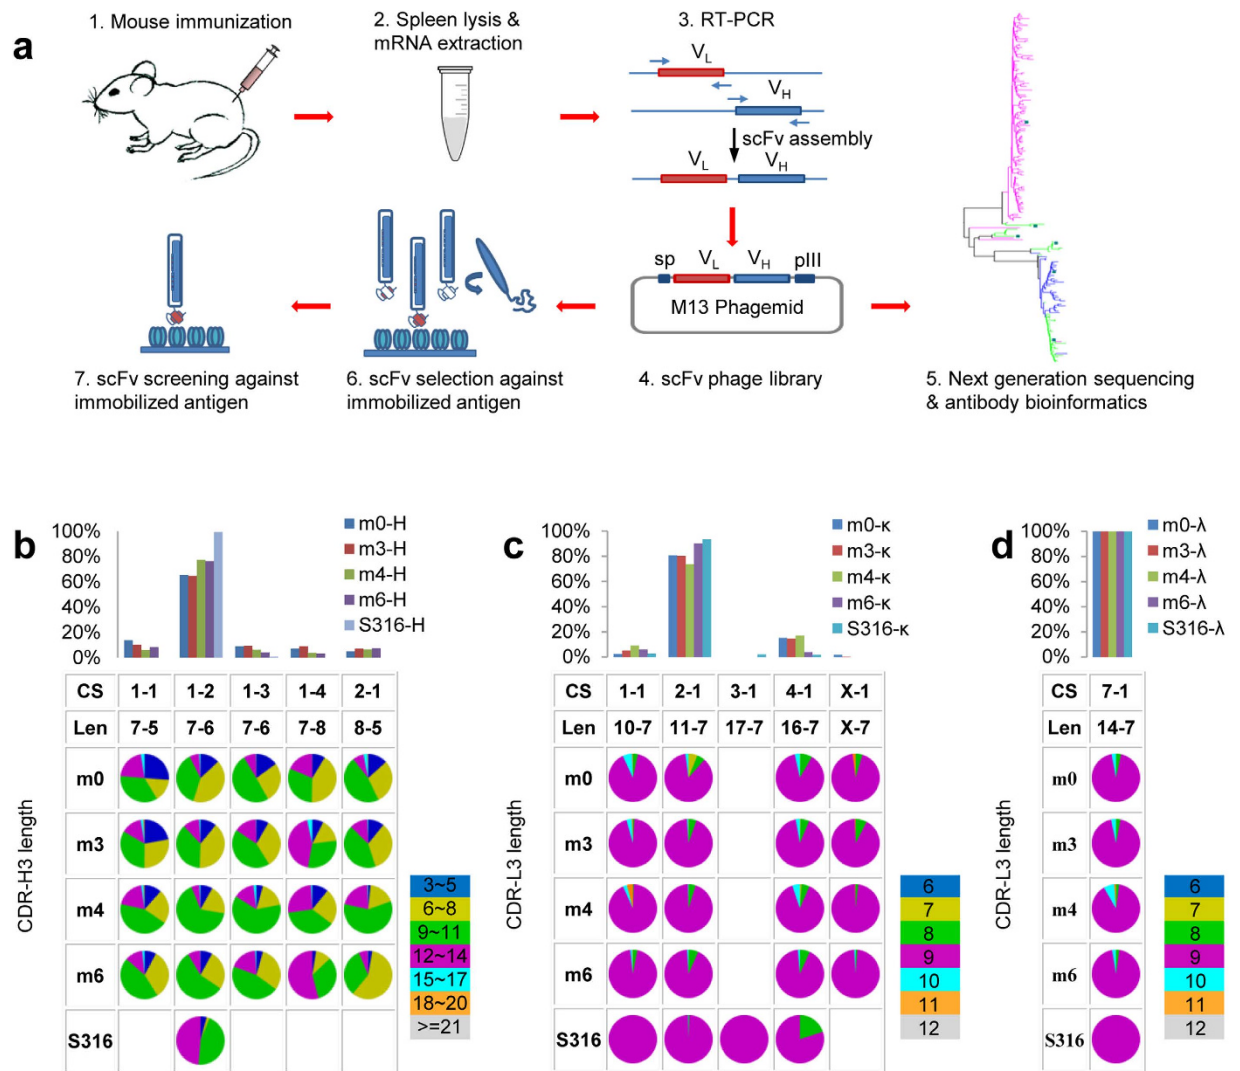 a
1. Mouse immunization
2. Spleen lysis &
mRNA extraction
3. RT-PCR
VL
VH
scFv assembly
VL
VH
sp
VL
VH
pIII
M13 Phagemid
7. scFv screening against
immobilized antigen
6. scFv selection against
immobilized antigen
4. scFv phage library
5. Next generation sequencing
& antibody bioinformatics
b
100%
80%
60%
40%
20%
0%
m0-H
m3-H
m4-H
m6-H
S316-H
CS 1-1 1-2 1-3 1-4 2-1
Len 7-5 7-6 7-6 7-8 8-5
CDR-H3 length
m0
m3
m4
m6
S316
3~5
6~8
9~11
12~14
15~17
18~20
>=21
c
100%
80%
60%
40%
20%
0%
m0-κ
m3-κ
m4-κ
m6-κ
S316-κ
CS 1-1 2-1 3-1 4-1 X-1
Len 10-7 11-7 17-7 16-7 X-7
CDR-L3 length
m0
m3
m4
m6
S316
6
7
8
9
10
11
12
d
100%
80%
60%
40%
20%
0%
m0-λ
m3-λ
m4-λ
m6-λ
S316-λ
CS 7-1
Len 14-7
CDR-L3 length
m0
m3
m4
m6
S316
6
7
8
9
10
11
12